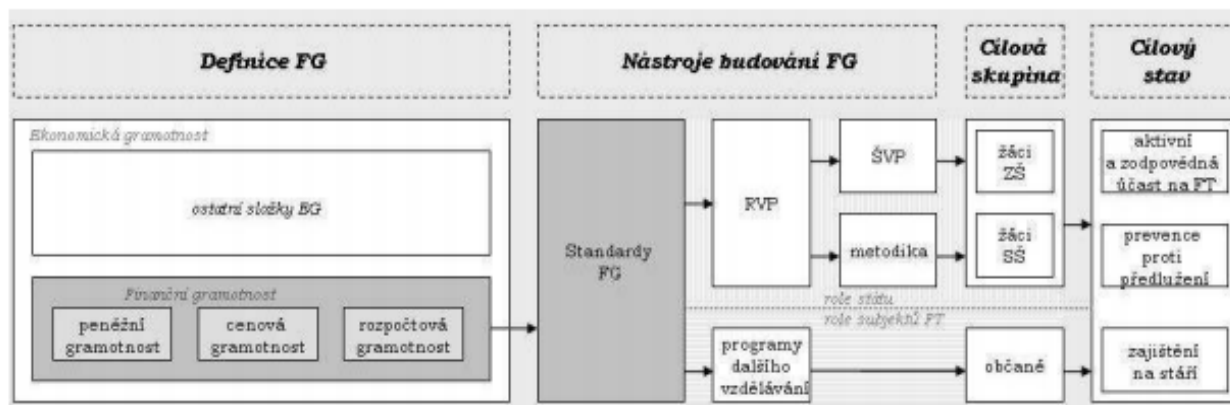 Definice FG
Nástroje budování FG
Cílová
skupina
Cílový
stav
Ekonomická gramotnost
ostatní složky EG
Finanční gramotnost
peněžní
gramotnost
cenová
gramotnost
rozpočtová
gramotnost
Standardy
FG
RVP
ŠVP
metodika
role státu
role subjektů FT
programy
dalšího
vzdělávání
žáci
ZŠ
žáci
SŠ
občané
aktivní
a zodpovědná
účast na FT
prevence
proti
předlužení
zajištění
na stáří